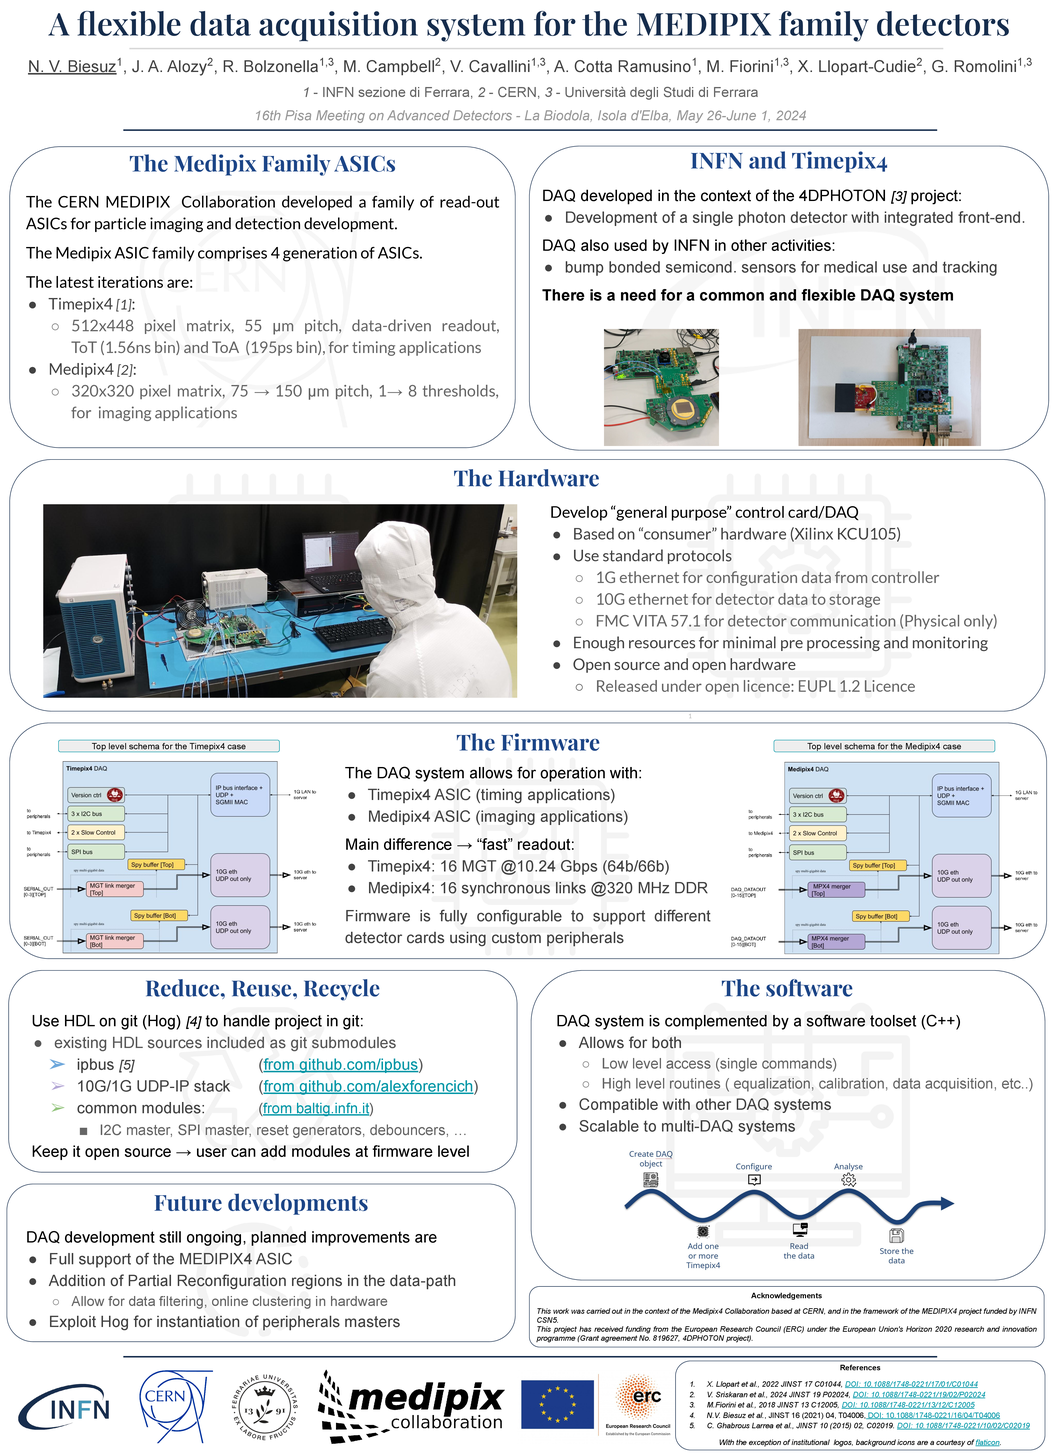 A flexible data acquisition system for the MEDIPIX family detectors
N. V. Biesuz1, J. A. Alozy2, R. Bolzonella1,3, M. Campbell2, V. Cavallini1,3, A. Cotta Ramusino1, M. Fiorini1,3, X. Llopart-Cudie2, G. Romolini1,3
1 - INFN sezione di Ferrara, 2 - CERN, 3 - Università degli Studi di Ferrara
16th Pisa Meeting on Advanced Detectors - La Biodola, Isola d'Elba, May 26-June 1, 2024
The Medipix Family ASICs
The CERN MEDIPIX Collaboration developed a family of read-out
ASICs for particle imaging and detection development.
The Medipix ASIC family comprises 4 generation of ASICs.
The latest iterations are:
● Timepix4 [1]:
○ 512x448 pixel matrix, 55 µm pitch, data-driven readout,
ToT (1.56ns bin) and ToA (195ps bin), for timing applications
● Medipix4 [2]:
○ 320x320 pixel matrix, 75 → 150 µm pitch, 1→ 8 thresholds,
for imaging applications
INFN and Timepix4
DAQ developed in the context of the 4DPHOTON [3] project:
● Development of a single photon detector with integrated front-end.
DAQ also used by INFN in other activities:
● bump bonded semicond. sensors for medical use and tracking
There is a need for a common and flexible DAQ system
The Hardware
Develop “general purpose” control card/DAQ
● Based on “consumer” hardware (Xilinx KCU105)
● Use standard protocols
○ 1G ethernet for configuration data from controller
○ 10G ethernet for detector data to storage
○ FMC VITA 57.1 for detector communication (Physical only)
● Enough resources for minimal pre processing and monitoring
● Open source and open hardware
○ Released under open licence: EUPL 1.2 Licence
1
The Firmware
Top level schema for the Timepix4 case
Timepix4 DAQ
Version ctrl
3 x I2C bus
2 x Slow Control
SPI bus
IP bus interface +
UDP +
SGMII MAC
1G LAN to
server
to
peripherals
to Timepix4
to
peripherals
Spy buffer [Top]
spy multi-gigabit data
MGT link merger
[Top]
10G eth
UDP out only
10G eth to
server
SERIAL_OUT
[0-3][TOP]
Spy buffer [Bot]
spy multi-gigabit data
MGT link merger
[Bot]
10G eth
UDP out only
10G eth to
server
SERIAL_OUT
[0-3][BOT]
The DAQ system allows for operation with:
● Timepix4 ASIC (timing applications)
● Medipix4 ASIC (imaging applications)
Main difference → “fast” readout:
● Timepix4: 16 MGT @10.24 Gbps (64b/66b)
● Medipix4: 16 synchronous links @320 MHz DDR
Firmware is fully configurable to support different
detector cards using custom peripherals
Top level schema for the Medipix4 case
Medipix4 DAQ
Version ctrl
3 x I2C bus
2 x Slow Control
SPI bus
IP bus interface +
UDP +
SGMII MAC
1G LAN to
server
to
peripherals
to Medipix4
to
peripherals
Spy buffer [Top]
spy multi-gigabit data
MPX4 merger
[Top]
10G eth
UDP out only
10G eth to
server
DAQ_DATAOUT
[0-15][TOP]
Spy buffer [Bot]
spy multi-gigabit data
MPX4 merger
[Bot]
10G eth
UDP out only
10G eth to
server
DAQ_DATAOUT
[0-15][BOT]
Reduce, Reuse, Recycle
Use HDL on git (Hog) [4] to handle project in git:
● existing HDL sources included as git submodules
➢ ipbus [5] (from github.com/ipbus)
➢ 10G/1G UDP-IP stack (from github.com/alexforencich)
➢ common modules: (from baltig.infn.it)
■ I2C master, SPI master, reset generators, debouncers, …
Keep it open source → user can add modules at firmware level
Future developments
DAQ development still ongoing, planned improvements are
● Full support of the MEDIPIX4 ASIC
● Addition of Partial Reconfiguration regions in the data-path
○ Allow for data filtering, online clustering in hardware
● Exploit Hog for instantiation of peripherals masters
The software
DAQ system is complemented by a software toolset (C++)
● Allows for both
○ Low level access (single commands)
○ High level routines ( equalization, calibration, data acquisition, etc..)
● Compatible with other DAQ systems
● Scalable to multi-DAQ systems
Create DAQ
object
Configure
Analyse
Add one
or more
Timepix4
Read
the data
Store the
data
Acknowledgements
This work was carried out in the context of the Medipix4 Collaboration based at CERN, and in the framework of the MEDIPIX4 project funded by INFN
CSN5.
This project has received funding from the European Research Council (ERC) under the European Union's Horizon 2020 research and innovation
programme (Grant agreement No. 819627, 4DPHOTON project).
INFN
CERN
FERRARIAE UNIVERSITAS
EX LABORE FRUCTUS
13 91
medipix
collaboration
erc
European Research Council
Established by the European Commission
References
1. X. Llopart et al., 2022 JINST 17 C01044, DOI: 10.1088/1748-0221/17/01/C01044
2. V. Sriskaran et al., 2024 JINST 19 P02024, DOI: 10.1088/1748-0221/19/02/P02024
3. M.Fiorini et al., 2018 JINST 13 C12005, DOI: 10.1088/1748-0221/13/12/C12005
4. N.V. Biesuz et al., JINST 16 (2021) 04, T04006, DOI: 10.1088/1748-0221/16/04/T04006
5. C. Ghabrous Larrea et al., JINST 10 (2015) 02, C02019. DOI: 10.1088/1748-0221/10/02/C02019
With the exception of institutional logos, background icons are a courtesy of flaticon.